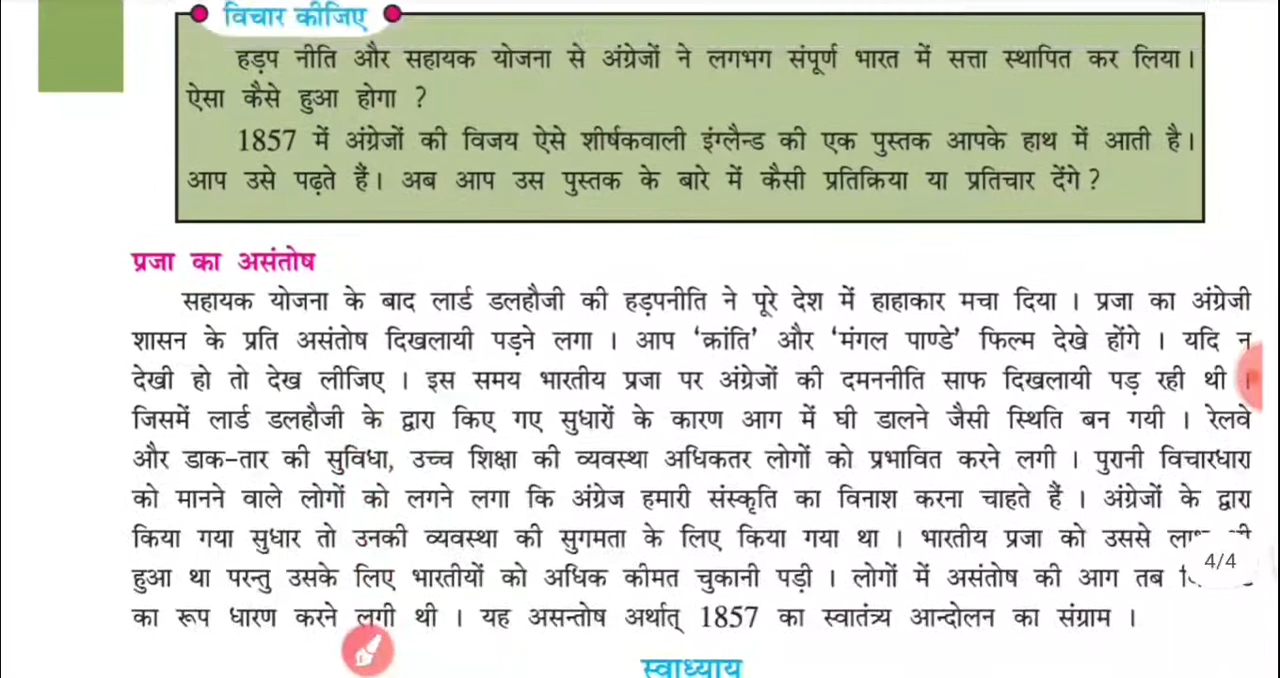 विचार कीजिए
हड़प नीति और सहायक योजना से अंग्रेजों ने लगभग संपूर्ण भारत में सत्ता स्थापित कर लिया।
ऐसा कैसे हुआ होगा ?
1857 में अंग्रेजों की विजय ऐसे शीर्षकवाली इंग्लैन्ड की एक पुस्तक आपके हाथ में आती है।
आप उसे पढ़ते हैं। अब आप उस पुस्तक के बारे में कैसी प्रतिक्रिया या प्रतिचार देंगे ?
प्रजा का असंतोष
सहायक योजना के बाद लार्ड डलहौजी की हड़पनीति ने पूरे देश में हाहाकार मचा दिया । प्रजा का अंग्रेजी
शासन के प्रति असंतोष दिखलायी पड़ने लगा । आप ‘क्रांति’ और ‘मंगल पाण्डे’ फिल्म देखे होंगे । यदि न
देखी हो तो देख लीजिए । इस समय भारतीय प्रजा पर अंग्रेजों की दमननीति साफ दिखलायी पड़ रही थी ।
जिसमें लार्ड डलहौजी के द्वारा किए गए सुधारों के कारण आग में घी डालने जैसी स्थिति बन गयी । रेलवे
और डाक-तार की सुविधा, उच्च शिक्षा की व्यवस्था अधिकतर लोगों को प्रभावित करने लगी । पुरानी विचारधारा
को मानने वाले लोगों को लगने लगा कि अंग्रेज हमारी संस्कृति का विनाश करना चाहते हैं । अंग्रेजों के द्वारा
किया गया सुधार तो उनकी व्यवस्था की सुगमता के लिए किया गया था । भारतीय प्रजा को उससे
हुआ था परन्तु उसके लिए भारतीयों को अधिक कीमत चुकानी पड़ी । लोगों में असंतोष की आग तब
4/4
का रूप धारण करने लगी थी । यह असन्तोष अर्थात् 1857 का स्वातंत्र्य आन्दोलन का संग्राम ।
स्वाध्याय